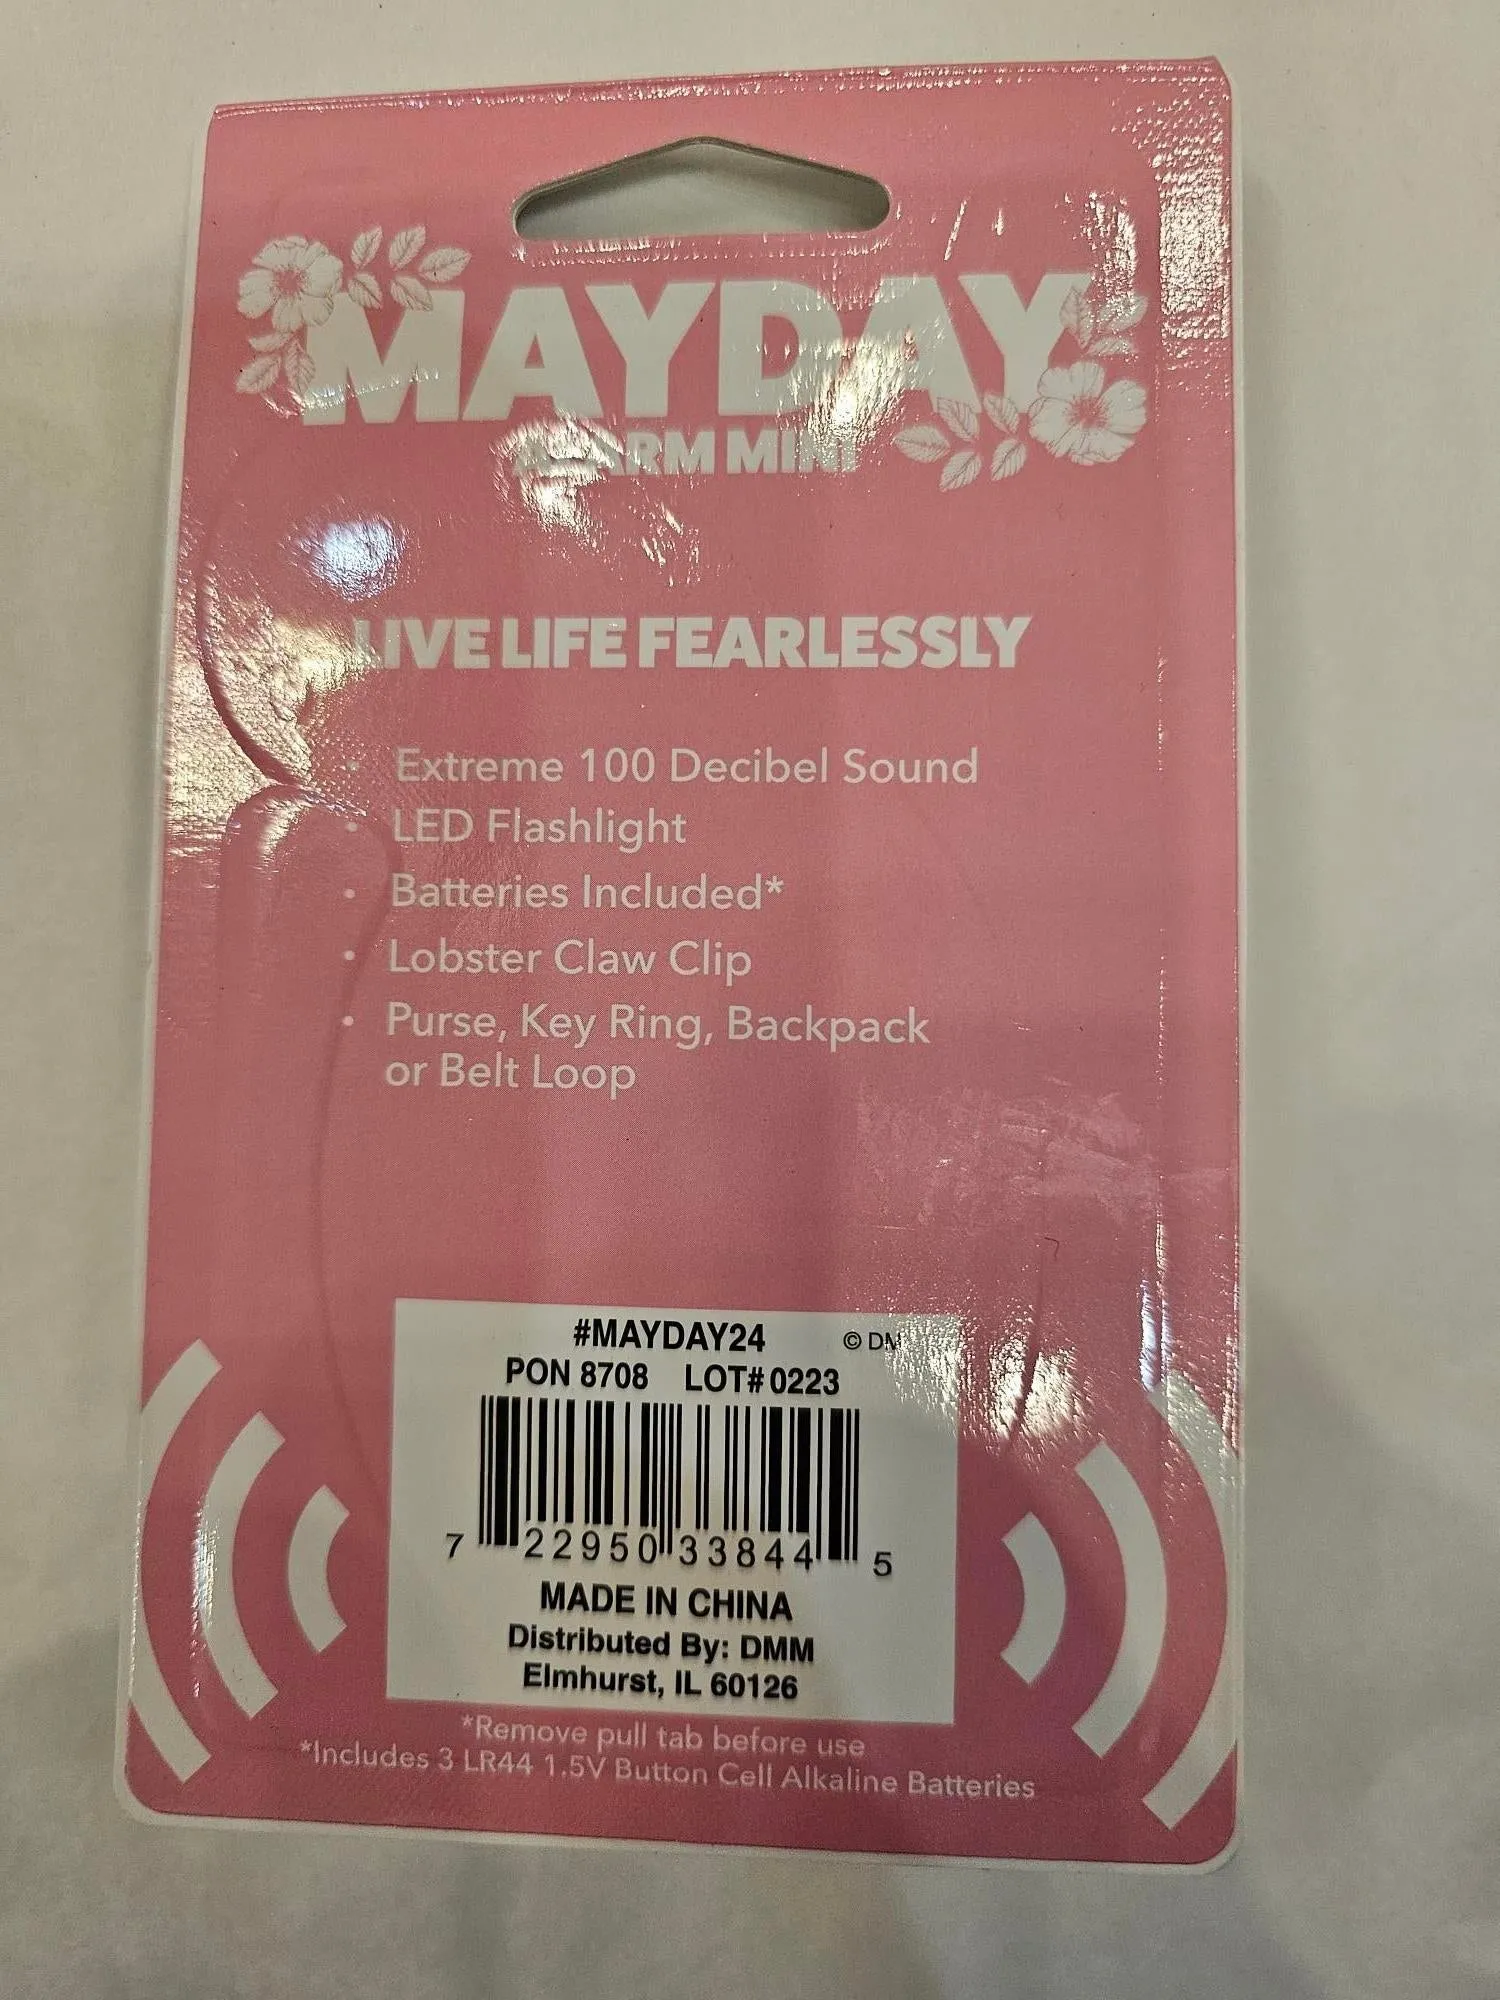 MAYDAY
ALARM MINI
LIVE LIFE FEARLESSLY
• Extreme 100 Decibel Sound
• LED Flashlight
• Batteries Included*
• Lobster Claw Clip
• Purse, Key Ring, Backpack
or Belt Loop
#MAYDAY24 ©
PON 8708 LOT# 0223
7 22950 33844 5
MADE IN CHINA
Distributed By: DMM
Elmhurst, IL 60126
*Remove pull tab before use
*Includes 3 LR44 1.5V Button Cell Alkaline Batteries